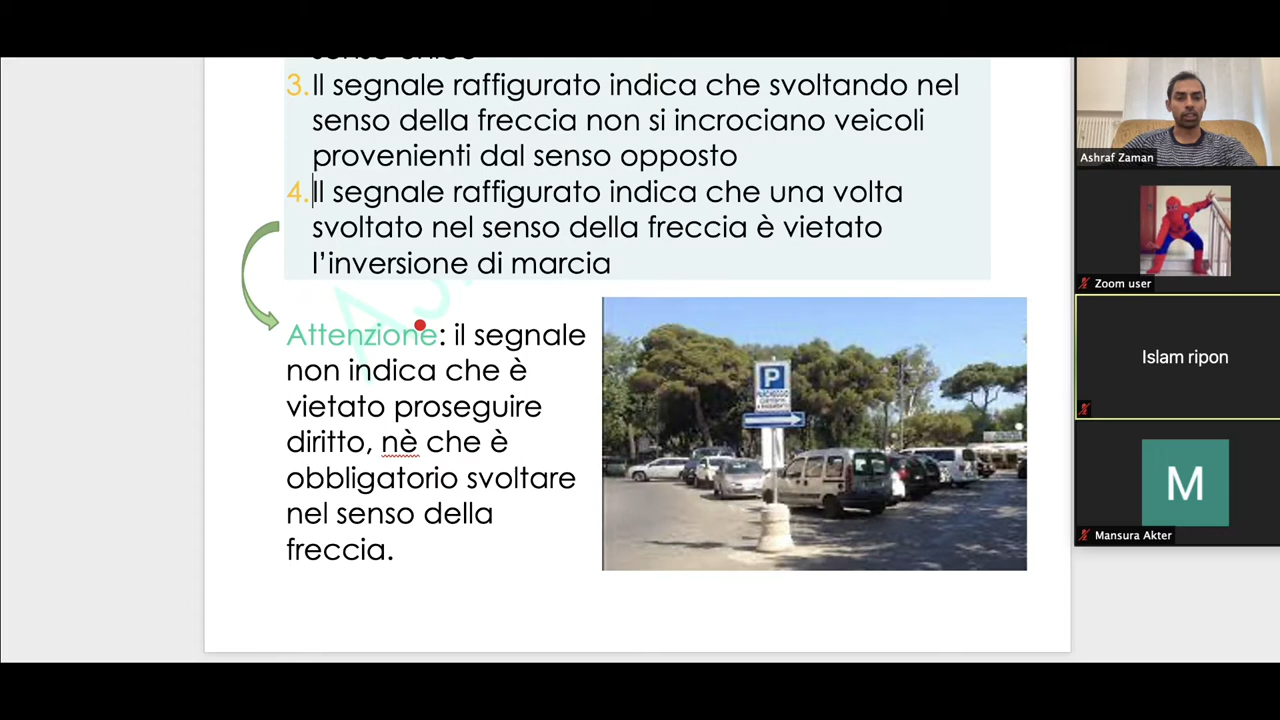 senso unico
3. Il segnale raffigurato indica che svoltando nel
senso della freccia non si incrociano veicoli
provenienti dal senso opposto
4. Il segnale raffigurato indica che una volta
svoltato nel senso della freccia è vietato
l’inversione di marcia
Attenzione: il segnale
non indica che è
vietato proseguire
diritto, nè che è
obbligatorio svoltare
nel senso della
freccia.
P
PARCHEGGIO
Ashraf Zaman
Zoom user
Islam ripon
M
Mansura Akter